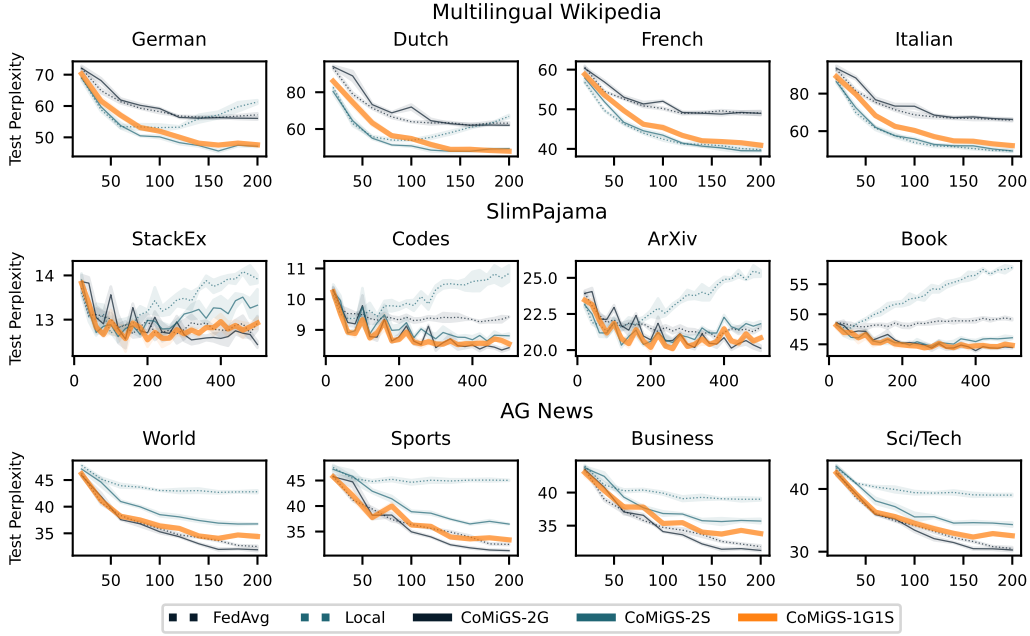 Multilingual Wikipedia
German Dutch French Italian
Test Perplexity
70 60 50
80 60
60 50 40
80 60
50 100 150 200 50 100 150 200 50 100 150 200 50 100 150 200
SlimPajama
StackEx Codes ArXiv Book
Test Perplexity
14 13
11 10 9
25.0 22.5 20.0
55 50 45
0 200 400 0 200 400 0 200 400 0 200 400
AG News
World Sports Business Sci/Tech
Test Perplexity
45 40 35
45 40 35
40 35
40 30
50 100 150 200 50 100 150 200 50 100 150 200 50 100 150 200
FedAvg Local CoMiGS-2G CoMiGS-2S CoMiGS-1G1S